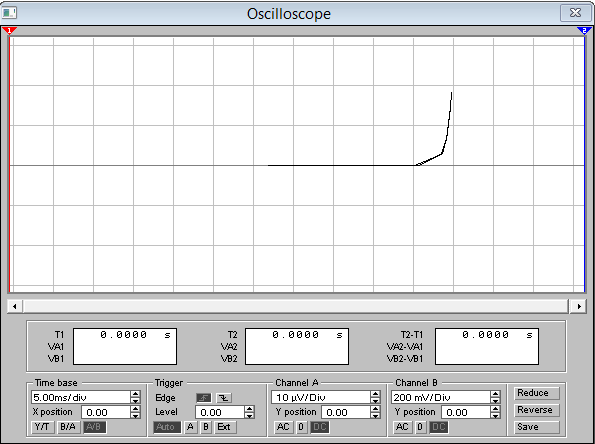 Oscilloscope
1 2
T1 0.0000 s T2 0.0000 s T2-T1 0.0000 s
VA1 VA2 VA2-VA1
VB1 VB2 VB2-VB1
Time base Trigger Channel A Channel B
5.00ms/div Edge 10 µV/Div 200 mV/Div Reduce
X position 0.00 Level 0.00 Y position 0.00 Y position 0.00 Reverse
Y/T B/A A/B Auto A B Ext AC 0 DC AC 0 DC Save